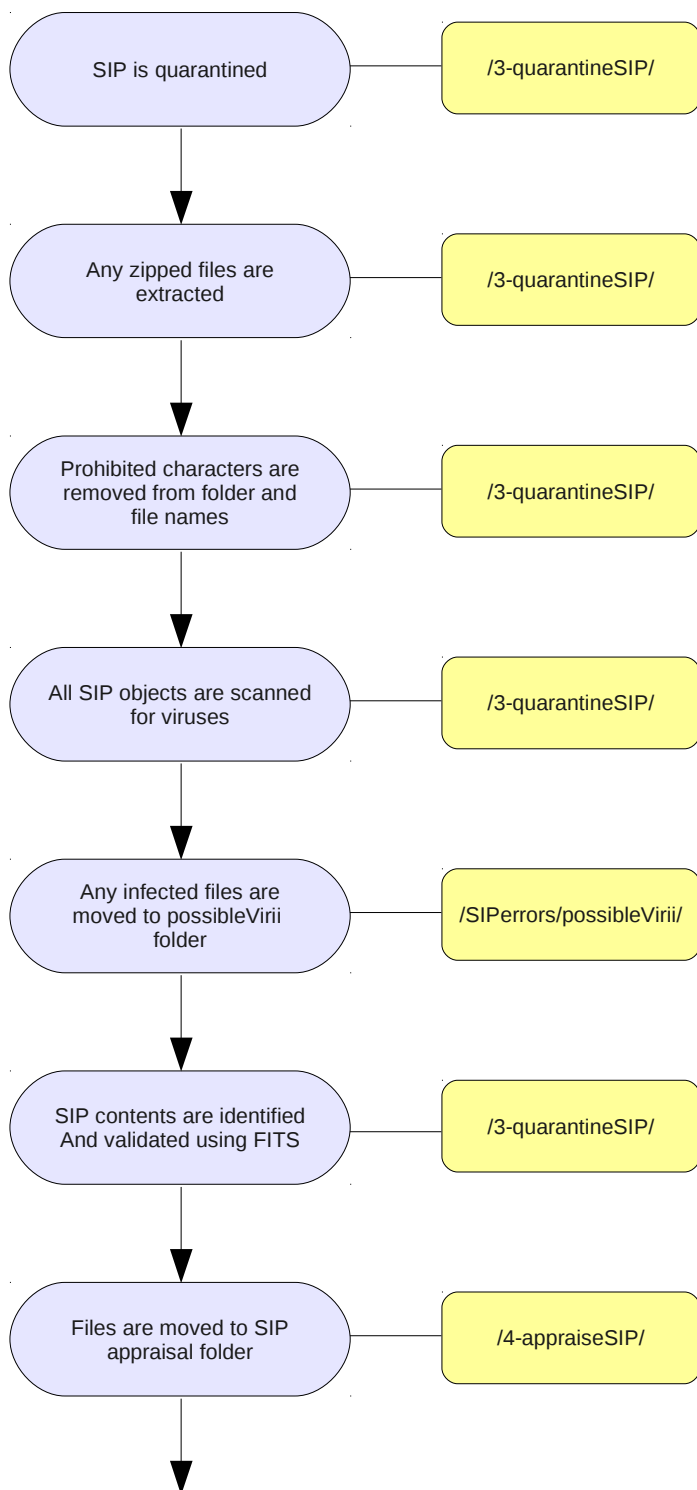 SIP is quarantined
/3-quarantineSIP/
Any zipped files are
extracted
/3-quarantineSIP/
Prohibited characters are
removed from folder and
file names
/3-quarantineSIP/
All SIP objects are scanned
for viruses
/3-quarantineSIP/
Any infected files are
moved to possibleVirii
folder
/SIPerrors/possibleVirii/
SIP contents are identified
And validated using FITS
/3-quarantineSIP/
Files are moved to SIP
appraisal folder
/4-appraiseSIP/